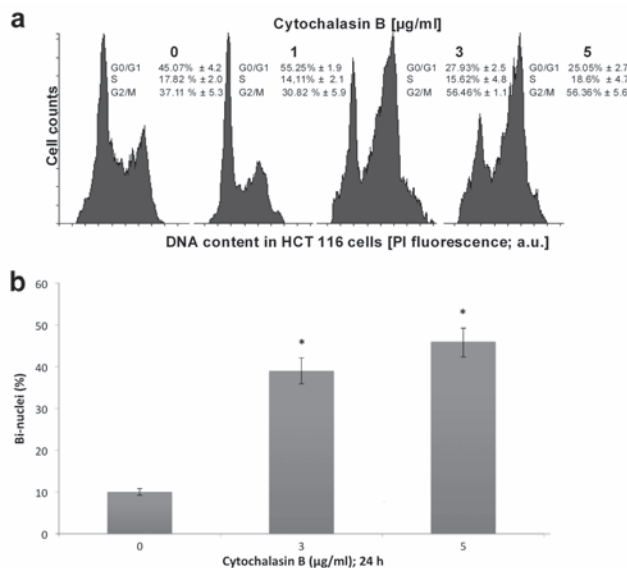 a
Cytochalasin B [µg/ml]
0 1 3 5
G0/G1 45.07% ± 4.2 G0/G1 55.25% ± 1.9 G0/G1 27.93% ± 2.5 G0/G1 25.05% ± 2.7
S 17.82 % ± 2.0 S 14,11% ± 2.1 S 15.62% ± 4.8 S 18.6% ± 4.7
G2/M 37.11 % ± 5.3 G2/M 30.82 % ± 5.9 G2/M 56.46% ± 1.1 G2/M 56.36% ± 5.6
Cell counts
DNA content in HCT 116 cells [PI fluorescence; a.u.]
b
60
50
40
30
20
10
0
Bi-nuclei (%)
* *
0 3 5
Cytochalasin B (µg/ml); 24 h